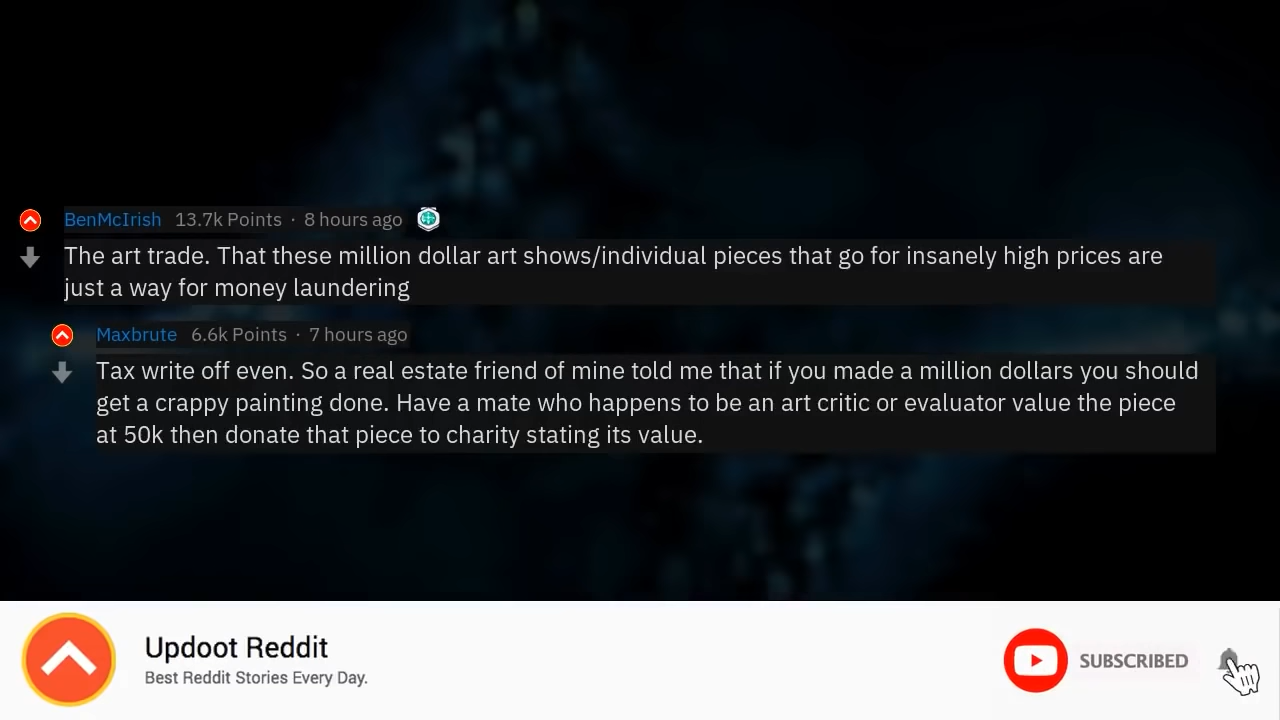 BenMcIrish 13.7k Points · 8 hours ago
The art trade. That these million dollar art shows/individual pieces that go for insanely high prices are
just a way for money laundering
Maxbrute 6.6k Points · 7 hours ago
Tax write off even. So a real estate friend of mine told me that if you made a million dollars you should
get a crappy painting done. Have a mate who happens to be an art critic or evaluator value the piece
at 50k then donate that piece to charity stating its value.
Updoot Reddit
Best Reddit Stories Every Day.
SUBSCRIBED